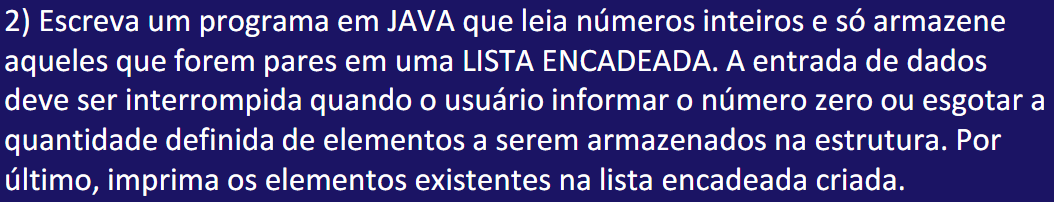 2) Escreva um programa em JAVA que leia números inteiros e só armazene
aqueles que forem pares em uma LISTA ENCADEADA. A entrada de dados
deve ser interrompida quando o usuário informar o número zero ou esgotar a
quantidade definida de elementos a serem armazenados na estrutura. Por
último, imprima os elementos existentes na lista encadeada criada.